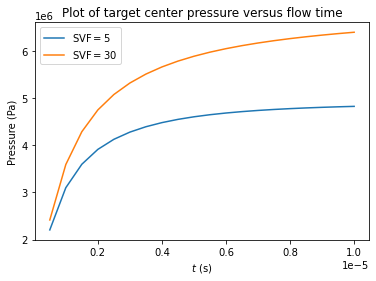 Plot of target center pressure versus flow time
1e6
SVF = 5
SVF = 30
6
5
4
3
2
Pressure (Pa)
0.2 0.4 0.6 0.8 1.0
1e−5
t (s)